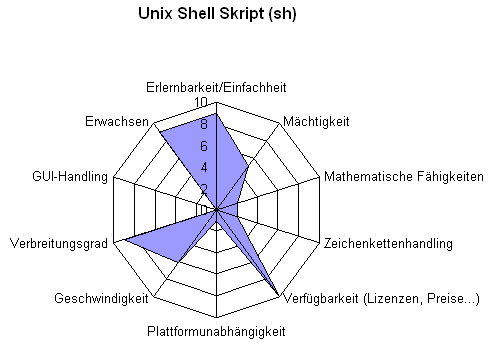 Unix Shell Skript (sh)
Erlernbarkeit/Einfachheit
10
Erwachsen
Mächtigkeit
8
6
GUI-Handling
4
Mathematische Fähigkeiten
2
0
Verbreitungsgrad
Zeichenkettenhandling
Geschwindigkeit
Verfügbarkeit (Lizenzen, Preise...)
Plattformunabhängigkeit